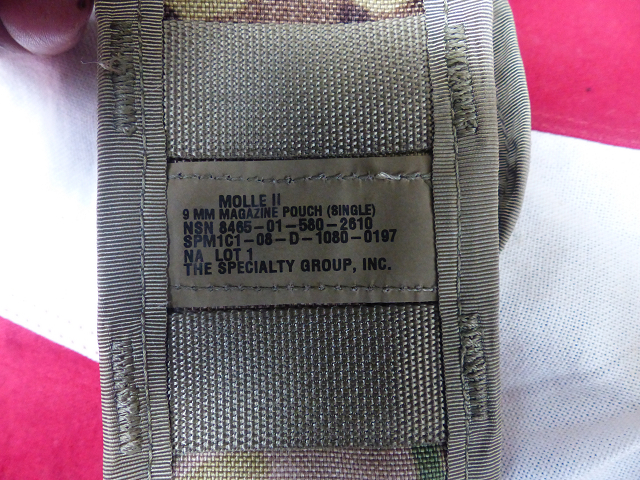 MOLLE II
9 MM MAGAZINE POUCH (SINGLE)
NSN 8465-01-580-2610
SPM1C1-08-D-1080-0197
NA LOT 1
THE SPECIALTY GROUP, INC.